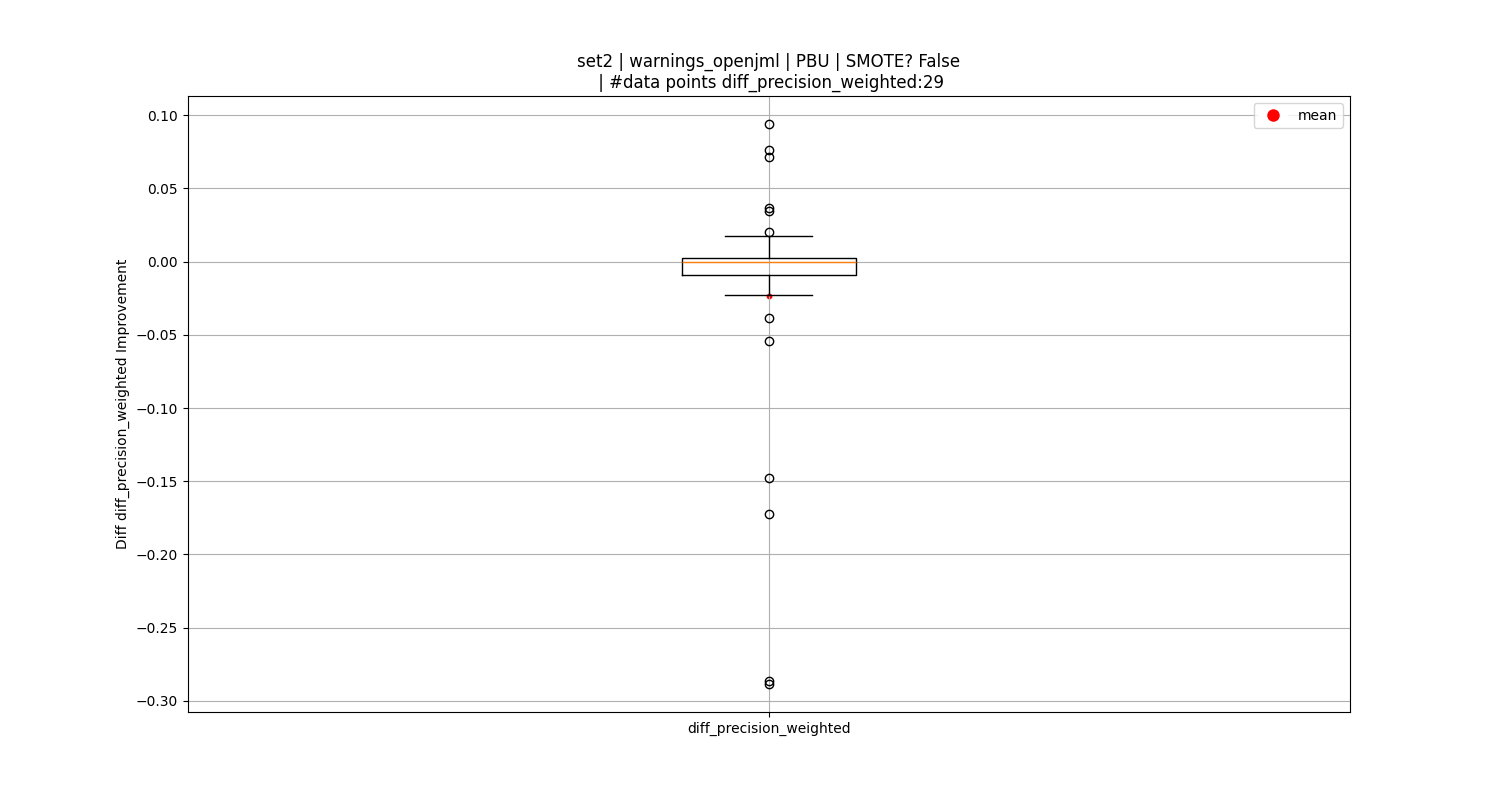 set2 | warnings_openjml | PBU | SMOTE? False
| #data points diff_precision_weighted:29
mean
0.10
0.05
0.00
−0.05
−0.10
−0.15
−0.20
−0.25
−0.30
Diff diff_precision_weighted Improvement
diff_precision_weighted